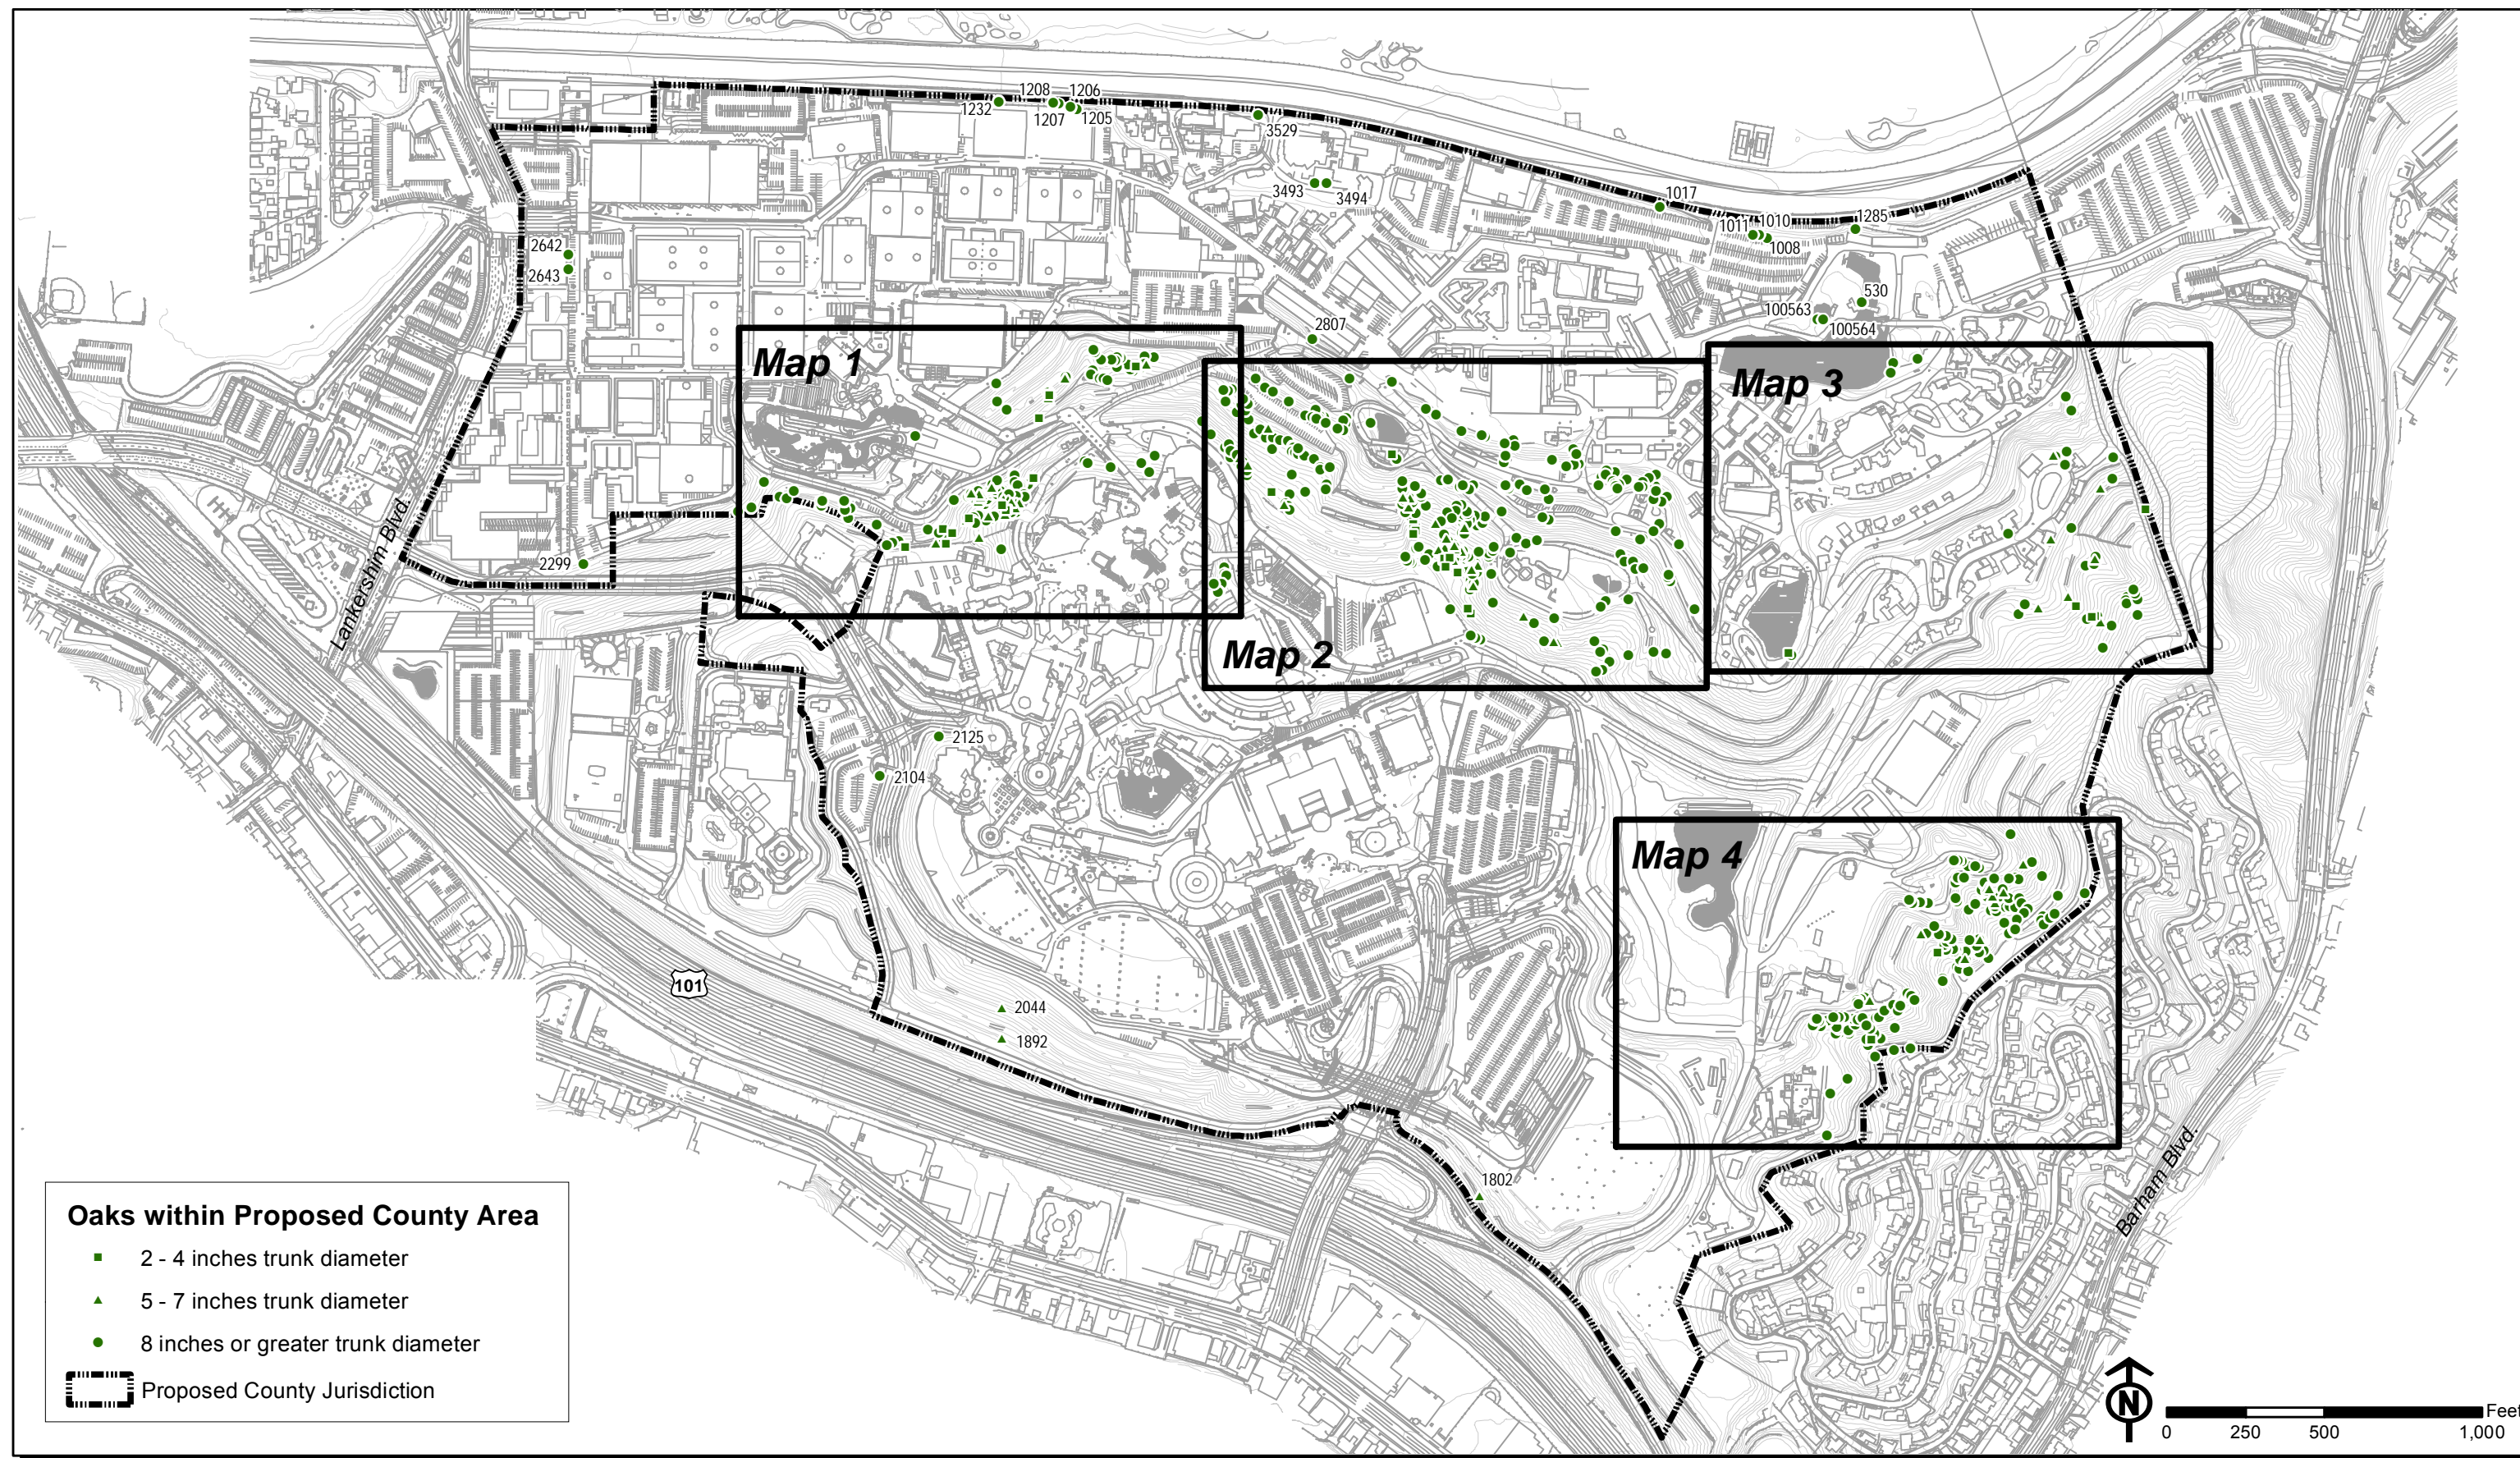 1208
1206
1232
1207
1205
3529
3493
3494
1017
1011
1010
1285
1008
2642
2643
530
100563
100564
2807
Map 1
Map 2
Map 3
Map 4
2299
Lankershim Blvd.
2125
2104
101
2044
1892
1802
Barham Blvd.
Oaks within Proposed County Area
2 - 4 inches trunk diameter
5 - 7 inches trunk diameter
8 inches or greater trunk diameter
Proposed County Jurisdiction
N
Feet
0 250 500 1,000